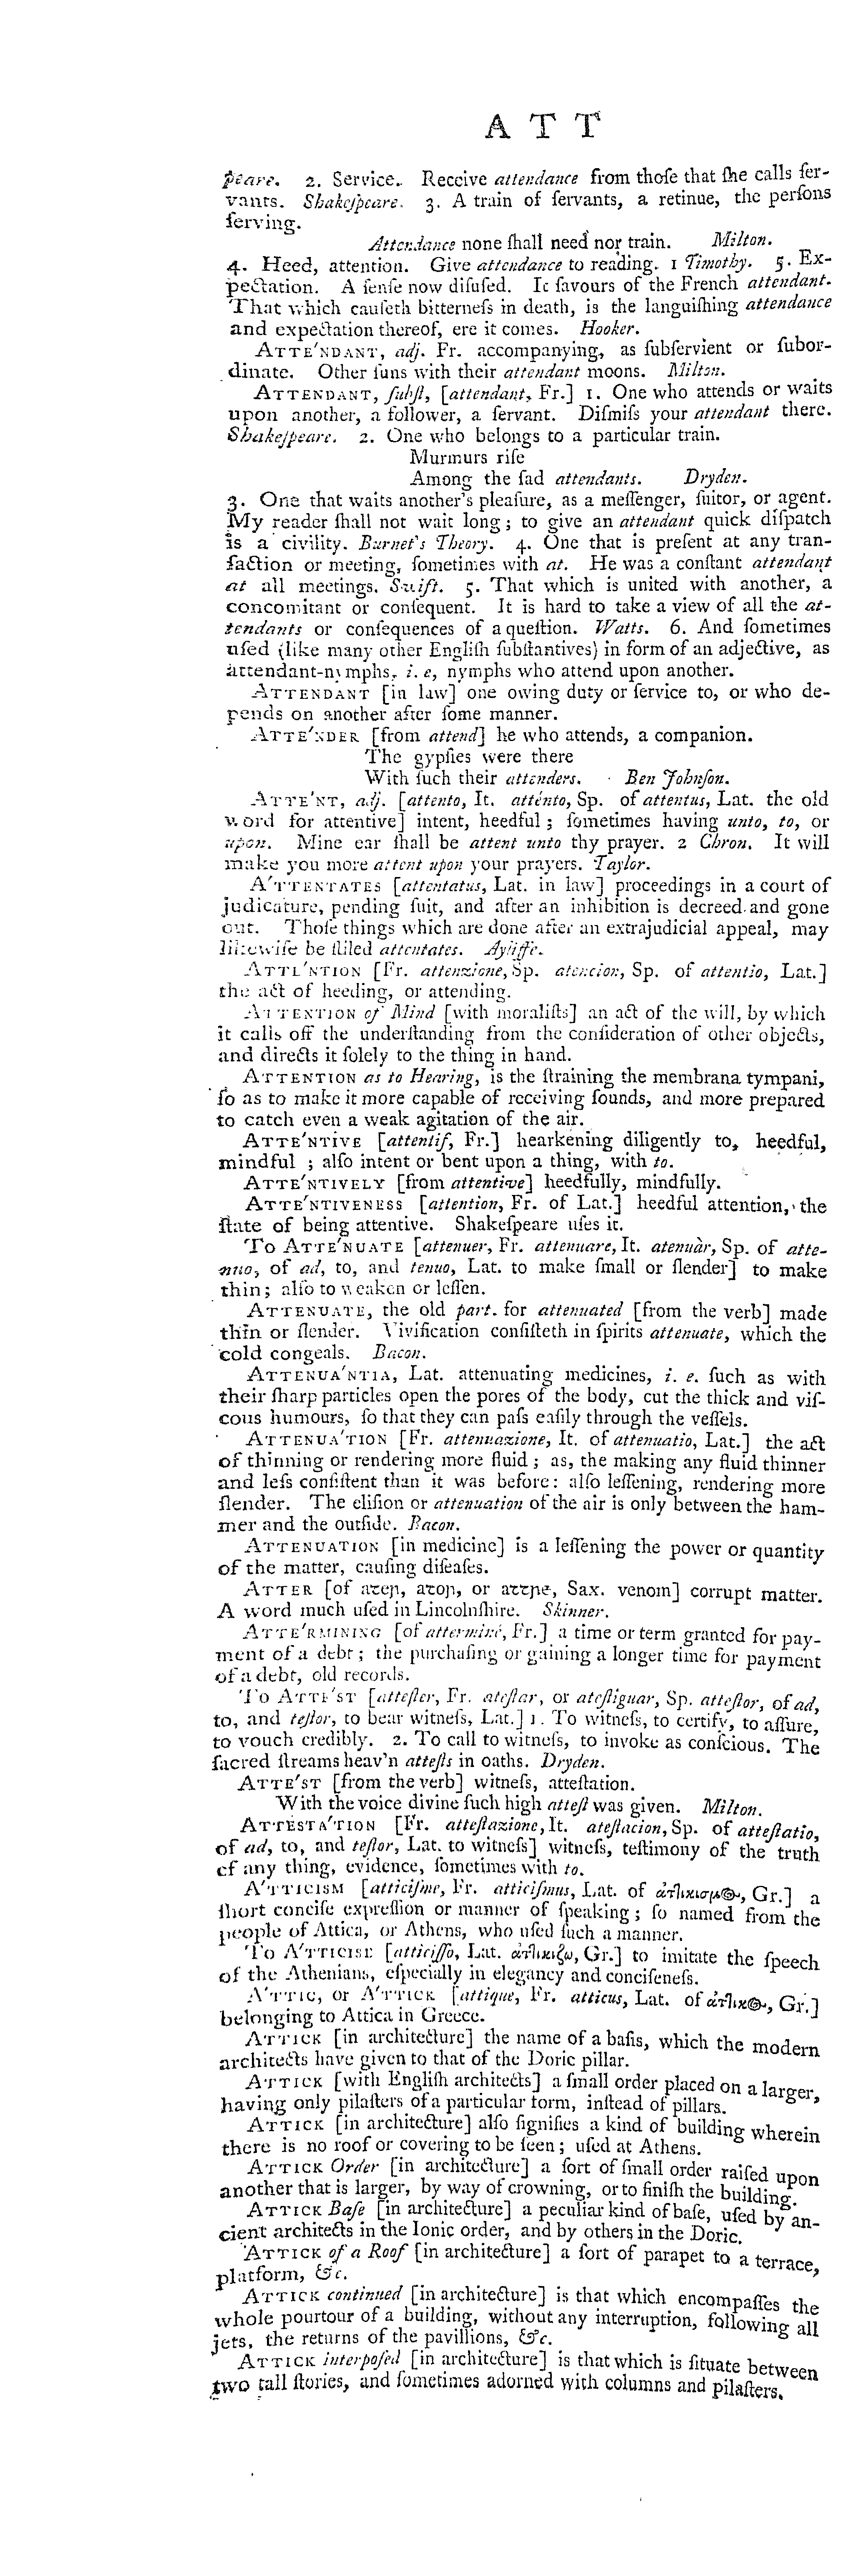 A T T
ſpeare. 2. Service. Receive attendance from thoſe that ſhe calls ſer-
vants. Shakeſpeare. 3. A train of ſervants, a retinue, the perſons
ſerving.
Attendance none ſhall need nor train. Milton.
4. Heed, attention. Give attendance to reading. 1 Timothy. 5. Ex-
pectation. A ſenſe now diſuſed. It ſavours of the French attendant.
That which cauſeth bitterneſs in death, is the languiſhing attendance
and expectation thereof, ere it comes. Hooker.
ATTE'NDANT, adj. Fr. accompanying, as ſubſervient or ſubor-
dinate. Other ſuns with their attendant moons. Milton.
ATTENDANT, ſubſt, [attendant, Fr.] 1. One who attends or waits
upon another, a follower, a ſervant. Diſmiſs your attendant there.
Shakeſpeare. 2. One who belongs to a particular train.
Murmurs riſe
Among the ſad attendants. Dryden.
3. One that waits another's pleaſure, as a meſſenger, ſuitor, or agent.
My reader ſhall not wait long; to give an attendant quick diſpatch
is a civility. Burnet's Theory. 4. One that is preſent at any tran-
ſaction or meeting, ſometimes with at. He was a conſtant attendant
at all meetings. Swift. 5. That which is united with another, a
concomitant or conſequent. It is hard to take a view of all the at-
tendants or conſequences of a queſtion. Watts. 6. And ſometimes
uſed (like many other Engliſh ſubſtantives) in form of an adjective, as
attendant-nymphs, i. e, nymphs who attend upon another.
ATTENDANT [in law] one owing duty or ſervice to, or who de-
pends on another after ſome manner.
ATTE'NDER [from attend] he who attends, a companion.
The gypſies were there
With ſuch their attenders. Ben Johnſon.
ATTE'NT, adj. [attento, It. atténto, Sp. of attentus, Lat. the old
word for attentive] intent, heedful; ſometimes having unto, to, or
upon. Mine ear ſhall be attent unto thy prayer. 2 Chron. It will
make you more attent upon your prayers. Taylor.
A'TTENTATES [attentatus, Lat. in law] proceedings in a court of
judicature, pending ſuit, and after an inhibition is decreed and gone
out. Thoſe things which are done after an extrajudicial appeal, may
likewiſe be ſtiled attentates. Ayliffe.
ATTE'NTION [Fr. attenzione, Sp. atencion, Sp. of attentio, Lat.]
the act of heeding, or attending.
ATTENTION of Mind [with moraliſts] an act of the will, by which
it calls off the underſtanding from the conſideration of other objects,
and directs it ſolely to the thing in hand.
ATTENTION as to Hearing, is the ſtraining the membrana tympani,
ſo as to make it more capable of receiving ſounds, and more prepared
to catch even a weak agitation of the air.
ATTE'NTIVE [attentif, Fr.] hearkening diligently to, heedful,
mindful ; alſo intent or bent upon a thing, with to.
ATTE'NTIVELY [from attentive] heedfully, mindfully.
ATTE'NTIVENESS [attention, Fr. of Lat.] heedful attention, the
ſtate of being attentive. Shakeſpeare uſes it.
To ATTE'NUATE [attenuer, Fr. attenuare, It. atenuàr, Sp. of atte-
nuo, of ad, to, and tenuo, Lat. to make ſmall or ſlender] to make
thin; alſo to weaken or leſſen.
ATTENUATE, the old part. for attenuated [from the verb] made
thin or ſlender. Vivification conſiſteth in ſpirits attenuate, which the
cold congeals. Bacon.
ATTENUA'NTIA, Lat. attenuating medicines, i. e. ſuch as with
their ſharp particles open the pores of the body, cut the thick and viſ-
cous humours, ſo that they can paſs eaſily through the veſſels.
ATTENUA'TION [Fr. attenuazione, It. of attenuatio, Lat.] the act
of thinning or rendering more fluid; as, the making any fluid thinner
and leſs conſiſtent than it was before: alſo leſſening, rendering more
ſlender. The eliſion or attenuation of the air is only between the ham-
mer and the outſide. Bacon.
ATTENUATION [in medicine] is a leſſening the power or quantity
of the matter, cauſing diſeaſes.
ATTER [of ater, ator, or attre, Sax. venom] corrupt matter.
A word much uſed in Lincolnſhire. Skinner.
ATTE'RMINING [of atterminé, Fr.] a time or term granted for pay-
ment of a debt; the purchaſing or gaining a longer time for payment
of a debt, old records.
To ATTE'ST [atteſter, Fr. ateſtar, or ateſtiguar, Sp. atteſtor, of ad,
to, and teſtor, to bear witneſs, Lat.] 1. To witneſs, to certify, to aſſure,
to vouch credibly. 2. To call to witneſs, to invoke as conſcious. The
ſacred ſtreams heav'n atteſts in oaths. Dryden.
ATTE'ST [from the verb] witneſs, atteſtation.
With the voice divine ſuch high atteſt was given. Milton.
ATTESTA'TION [Fr. atteſtazione, It. ateſtacion, Sp. of atteſtatio,
of ad, to, and teſtor, Lat. to witneſs] witneſs, teſtimony of the truth
of any thing, evidence, ſometimes with to.
A'TTICISM [atticiſme, Fr. atticiſmus, Lat. of ἀττικισμος, Gr.] a
ſhort conciſe expreſſion or manner of ſpeaking; ſo named from the
people of Attica, or Athens, who uſed ſuch a manner.
To A'TTICISE [atticiſſo, Lat. ἀττικιζω, Gr.] to imitate the ſpeech
of the Athenians, eſpecially in elegancy and conciſeneſs.
A'TTIC, or A'TTICK [attique, Fr. atticus, Lat. of ἀττικος, Gr.]
belonging to Attica in Greece.
ATTICK [in architecture] the name of a baſis, which the modern
architects have given to that of the Doric pillar.
ATTICK [with Engliſh architects] a ſmall order placed on a larger,
having only pilaſters of a particular form, inſtead of pillars.
ATTICK [in architecture] alſo ſignifies a kind of building wherein
there is no roof or covering to be ſeen; uſed at Athens.
ATTICK Order [in architecture] a ſort of ſmall order raiſed upon
another that is larger, by way of crowning, or to finiſh the building.
ATTICK Baſe [in architecture] a peculiar kind of baſe, uſed by an-
cient architects in the Ionic order, and by others in the Doric.
ATTICK of a Roof [in architecture] a ſort of parapet to a terrace,
platform, &c.
ATTICK continued [in architecture] is that which encompaſſes the
whole pourtour of a building, without any interruption, following all
jets, the returns of the pavillions, &c.
ATTICK interpoſed [in architecture] is that which is ſituate between
two tall ſtories, and ſometimes adorned with columns and pilaſters.